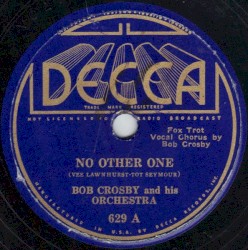 DECCA
TRADE MARK REGISTERED
NOT LICENSED FOR RADIO BROADCAST
Fox Trot
Vocal Chorus by
Bob Crosby
NO OTHER ONE
(VEE LAWNHURST-TOT SEYMOUR)
BOB CROSBY and his
ORCHESTRA
629 A